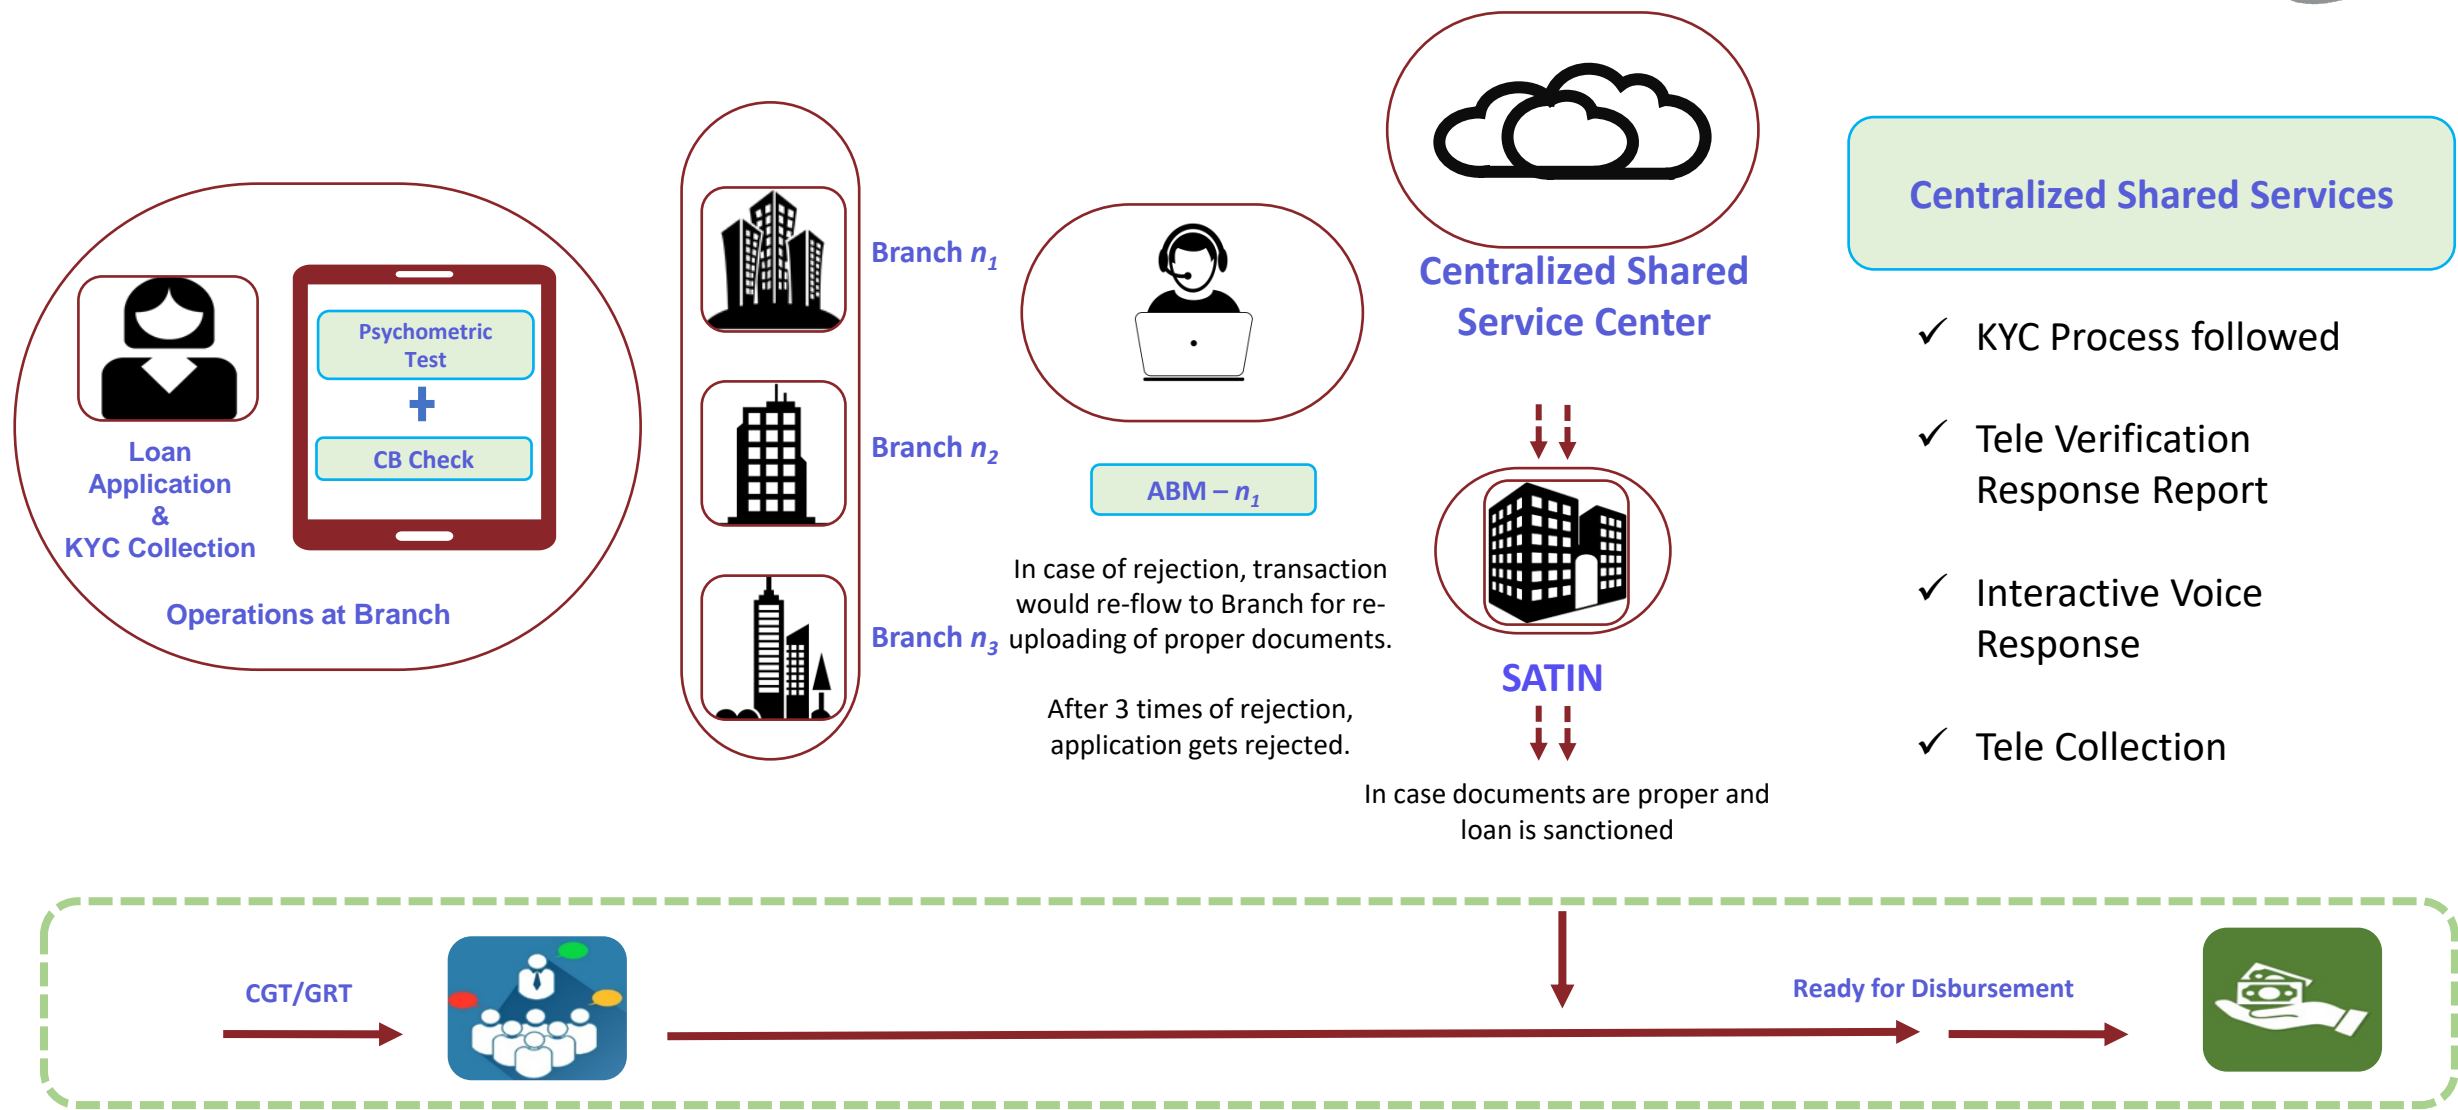 Loan
Application
&
KYC Collection
Psychometric
Test
CB Check
Operations at Branch
Branch n1
Branch n2
Branch n3
ABM – n1
In case of rejection, transaction
would re-flow to Branch for re-
uploading of proper documents.
After 3 times of rejection,
application gets rejected.
Centralized Shared
Service Center
SATIN
In case documents are proper and
loan is sanctioned
Centralized Shared Services
✓ KYC Process followed
✓ Tele Verification
Response Report
✓ Interactive Voice
Response
✓ Tele Collection
CGT/GRT
Ready for Disbursement